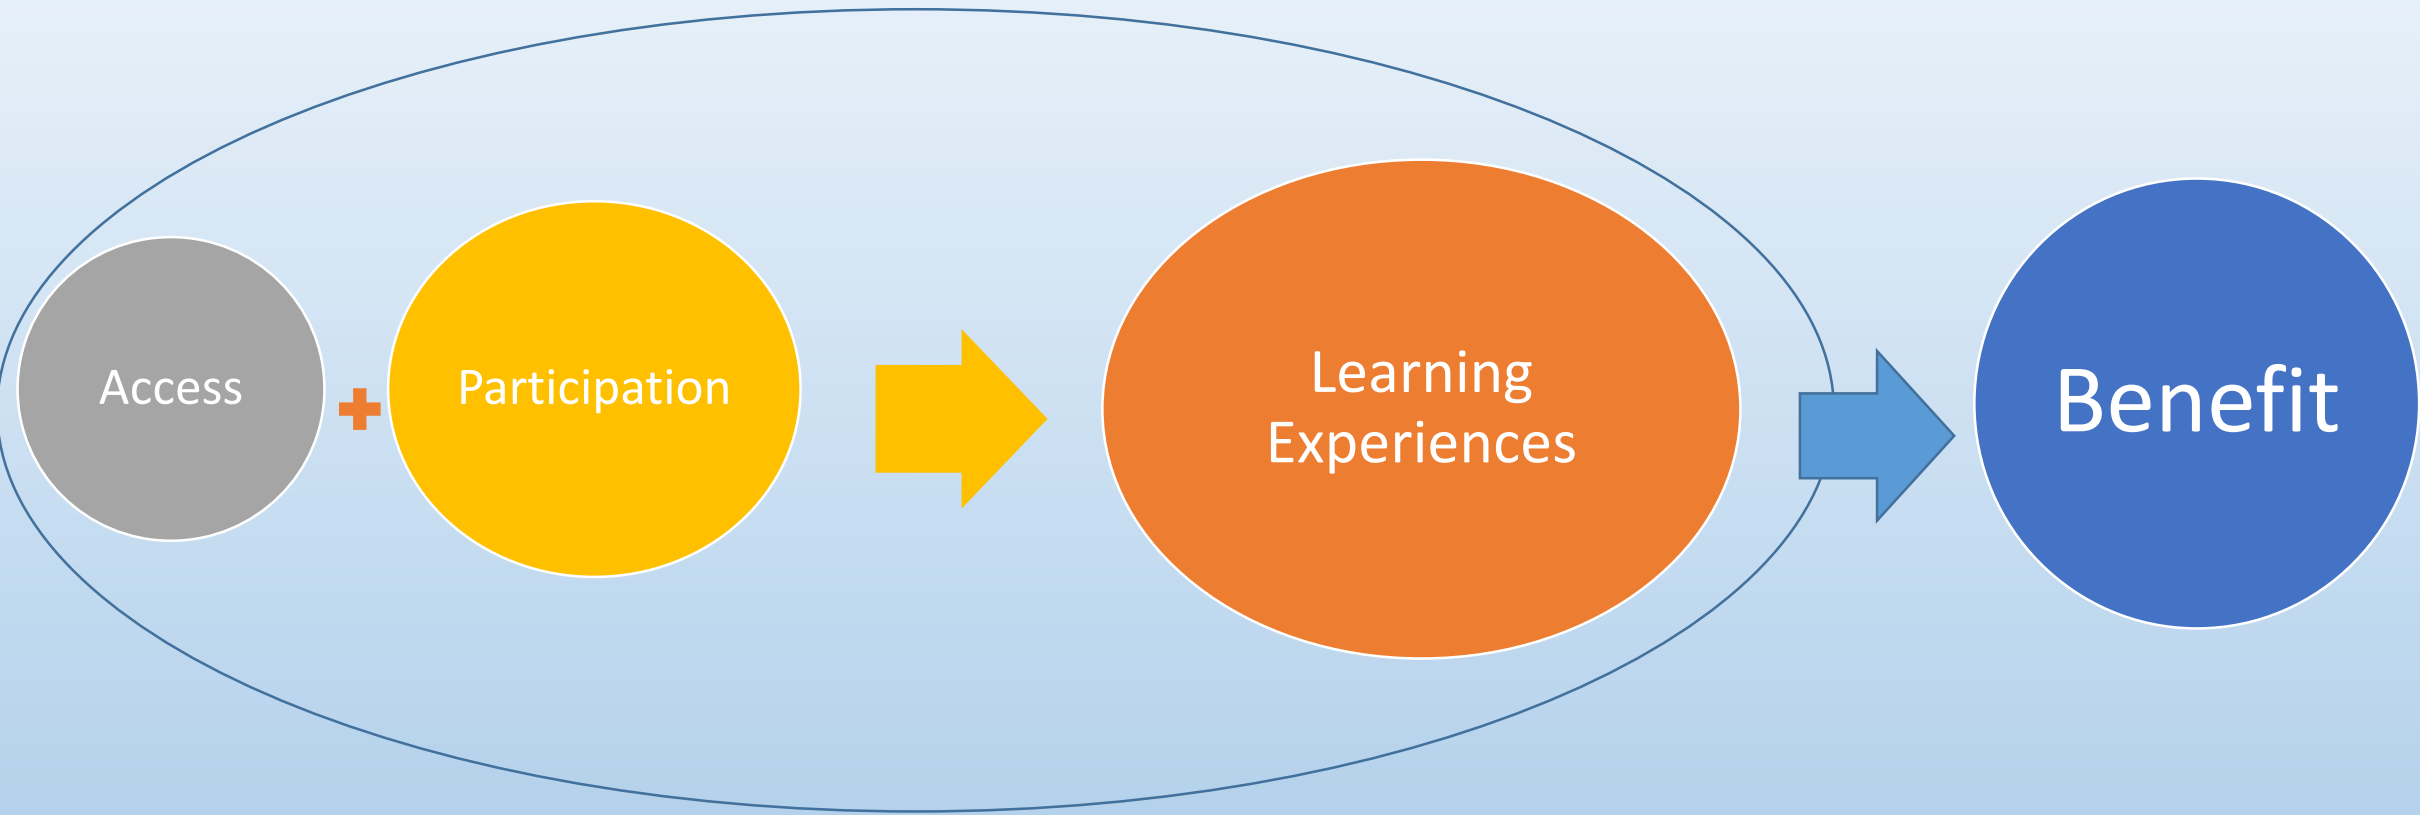 Access
Participation
Learning
Experiences
Benefit